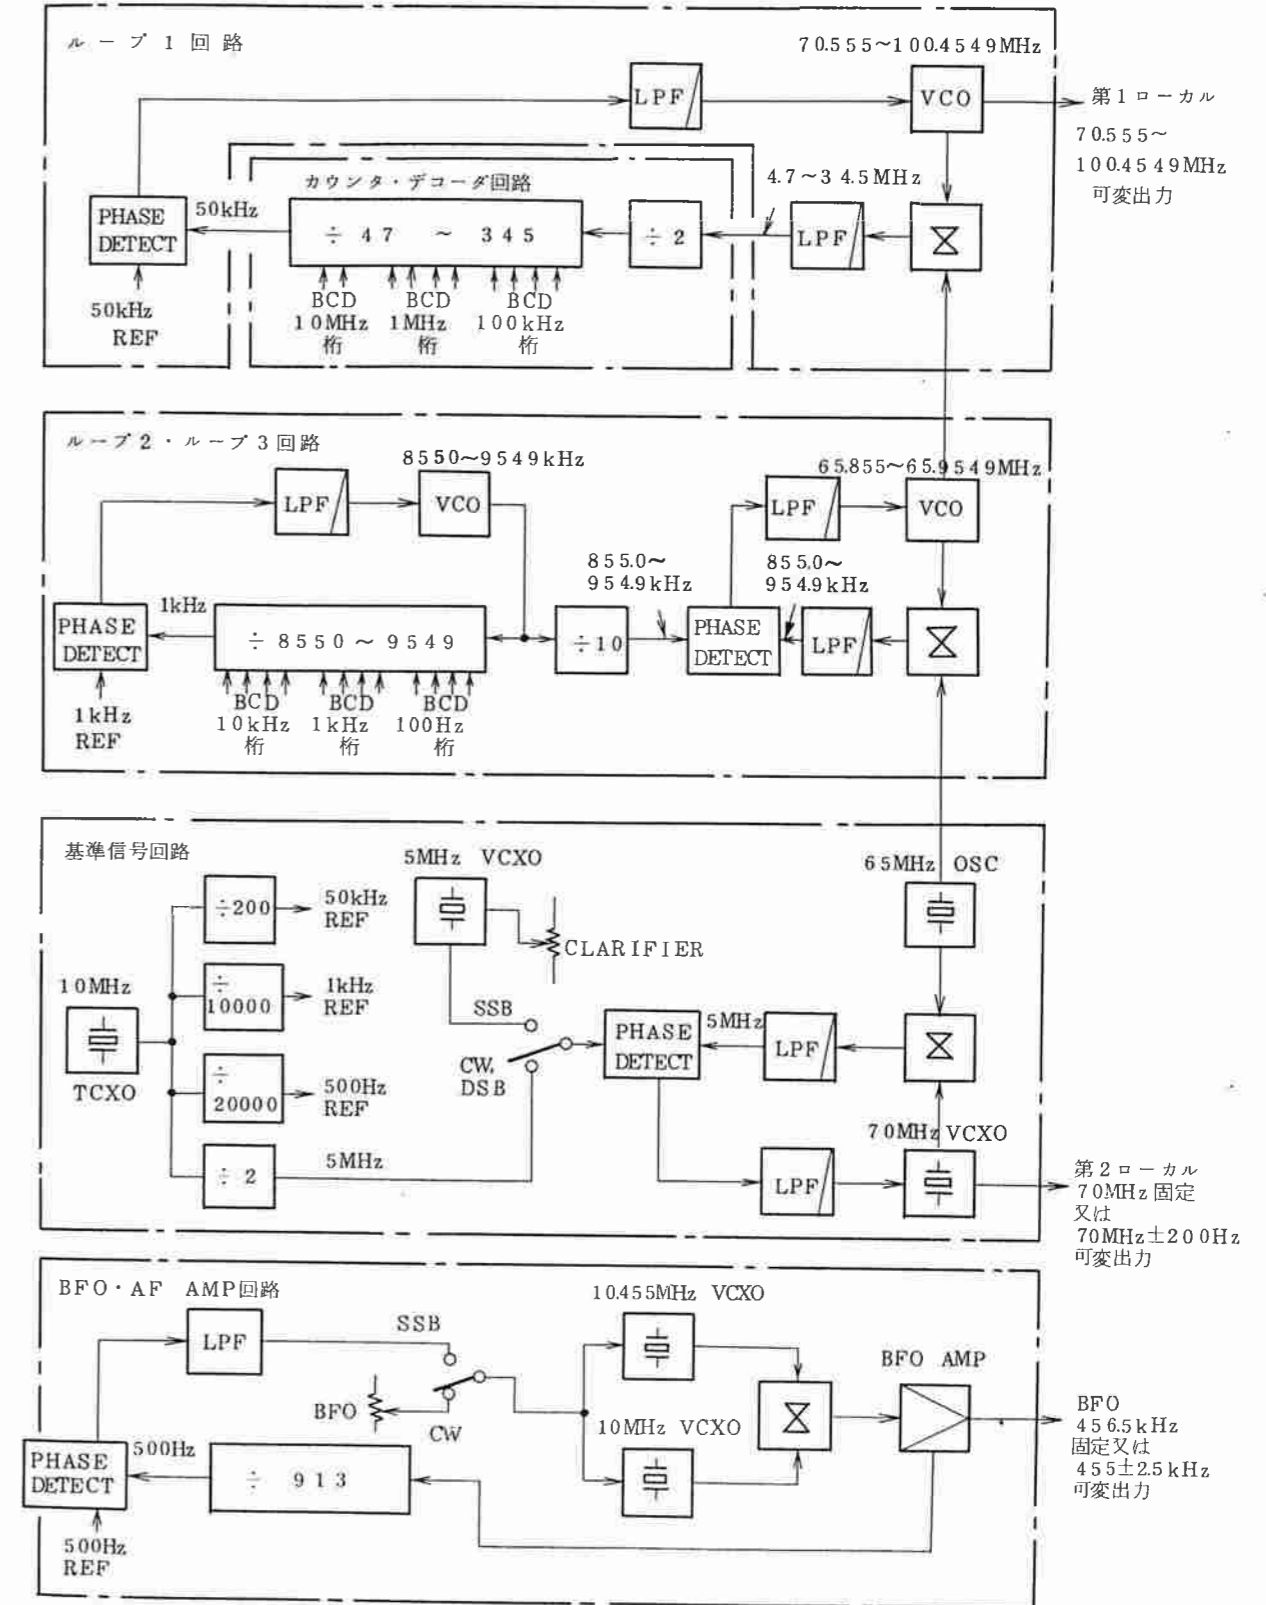 ループ1回路
70.555～100.4549MHz
LPF
VCO
第1ローカル
70.555～
100.4549MHz
可変出力
カウンタ・デコーダ回路
4.7～34.5MHz
PHASE
DETECT
50kHz
÷ 47 ～ 345
÷2
LPF
50kHz
REF
BCD
10MHz
桁
BCD
1MHz
桁
BCD
100kHz
桁
ループ2・ループ3回路
8550～9549kHz
65.855～65.9549MHz
LPF
VCO
LPF
VCO
855.0～
954.9kHz
855.0～
954.9kHz
PHASE
DETECT
1kHz
÷ 8550～9549
÷10
PHASE
DETECT
LPF
1kHz
REF
BCD
10kHz
桁
BCD
1kHz
桁
BCD
100Hz
桁
基準信号回路
5MHz VCXO
65MHz OSC
÷200
50kHz
REF
CLARIFIER
10MHz
÷
10000
1kHz
REF
SSB
PHASE
DETECT
5MHz
LPF
TCXO
÷
20000
500Hz
REF
CW.
DSB
70MHz VCXO
÷ 2
5MHz
LPF
第2ローカル
70MHz固定
又は
70MHz±200Hz
可変出力
BFO・AF AMP回路
10.455MHz VCXO
LPF
SSB
BFO AMP
BFO
CW
10MHz VCXO
BFO
456.5kHz
固定又は
455±2.5kHz
可変出力
PHASE
DETECT
500Hz
÷ 913
500Hz
REF